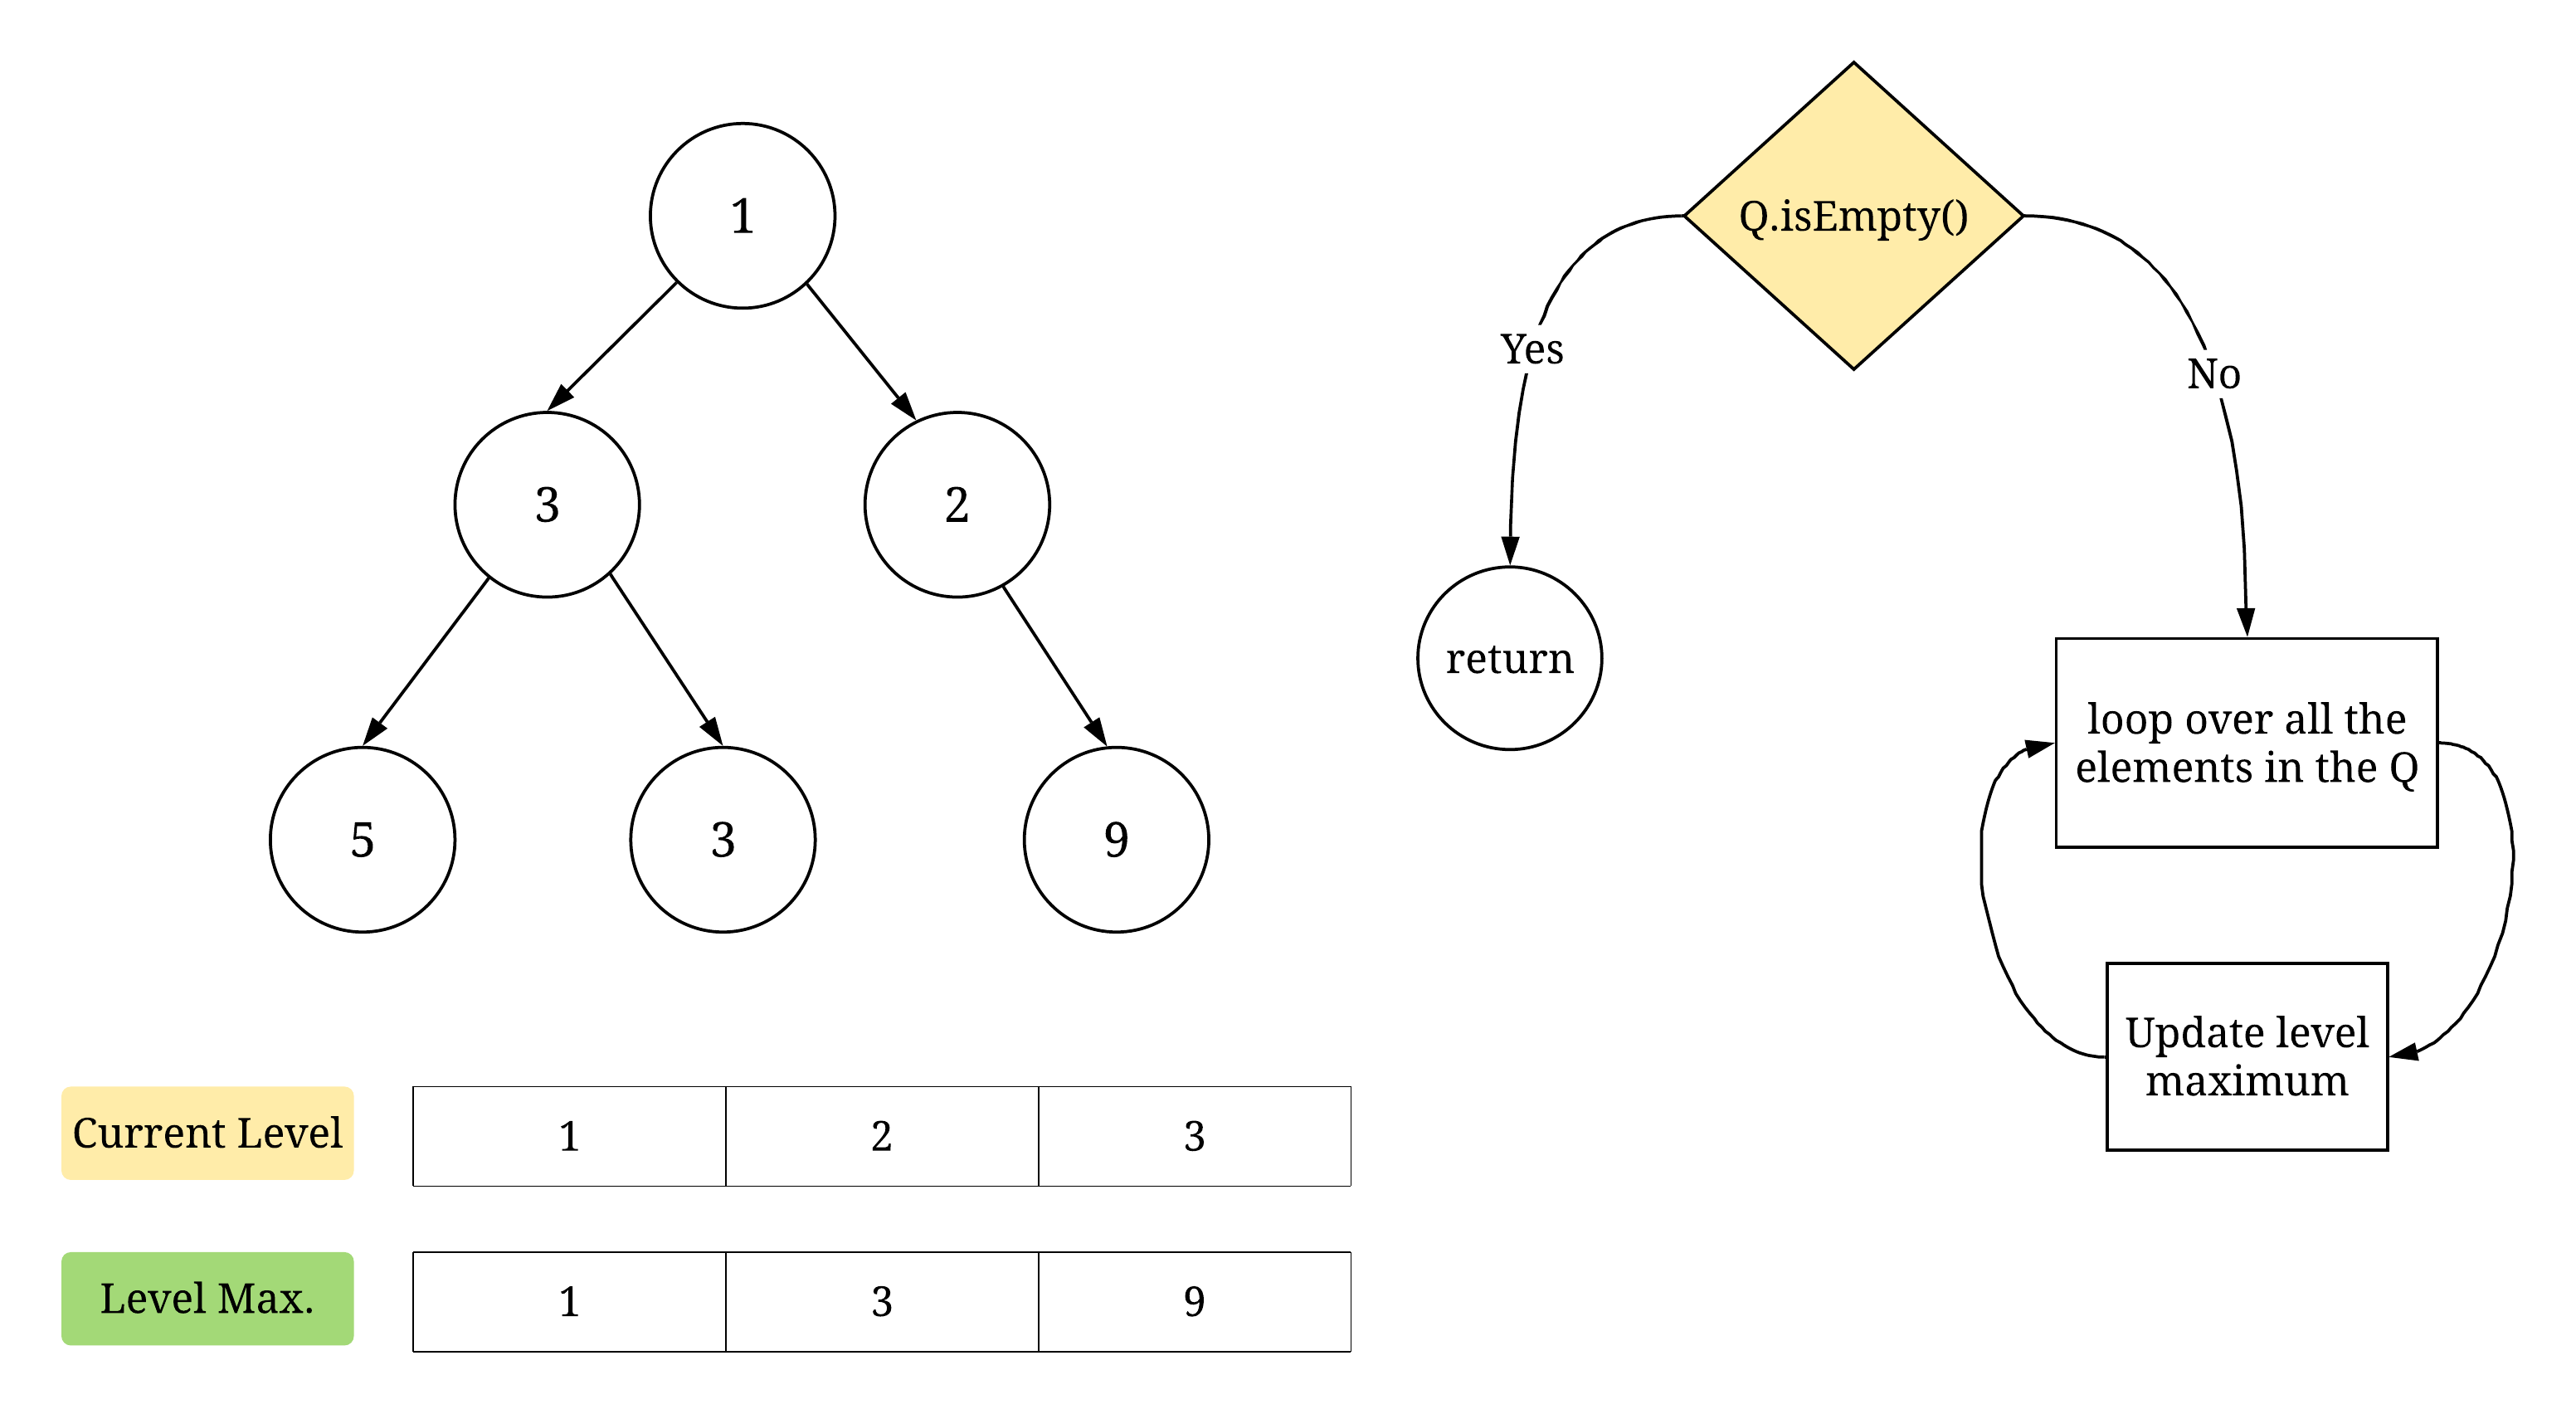 1
3
2
5
3
9
Current Level
1
2
3
Level Max.
1
3
9
Q.isEmpty()
Yes
No
return
loop over all the
elements in the Q
Update level
maximum